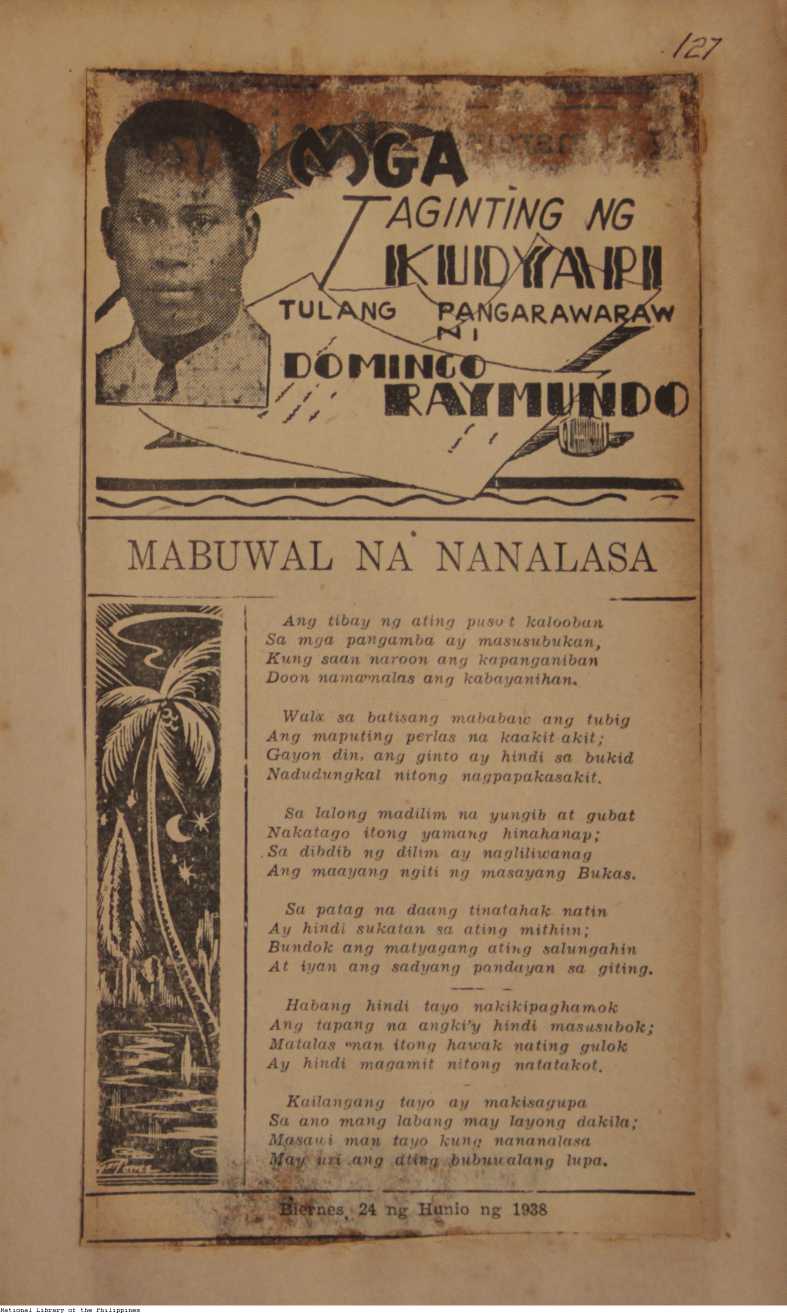 127
MGA
TAGINTING NG
KUDYAPI
TULANG PANGARAWARAW
NI
DOMINGO
RAYMUNDO
MABUWAL NA NANALASA
Ang tibay ng ating puso't kalooban
Sa mga pangamba ay masusubukan,
Kung saan naroon ang kapanganiban
Doon namamalas ang kabayanihan.
Wala sa batisang mababaw ang tubig
Ang maputing perlas na kaakit akit;
Gayon din, ang ginto ay hindi sa bukid
Nadudungkal nitong nagpapakasakit.
Sa lalong madilim na yungib at gubat
Nakatago itong yamang hinahanap;
Sa dibdib ng dilim ay nagliliwanag
Ang maayang ngiti ng masayang Bukas.
Sa patag na daang tinatahak natin
Ay hindi sukatan sa ating mithiin;
Bundok ang matyagang ating salungahin
At iyan ang sadyang pandayan sa giting.
Habang hindi tayo nakikipaghamok
Ang tapang na angki'y hindi masusubok;
Matalas man itong hawak nating gulok
Ay hindi magamit nitong natatakot.
Kailangang tayo ay makisagupa
Sa ano mang labang may layong dakila;
Masawi man tayo kung nananalasa
May uri ang ating bubuwalang lupa.
Biernes, 24 ng Hunio ng 1938
National Library of the Philippines